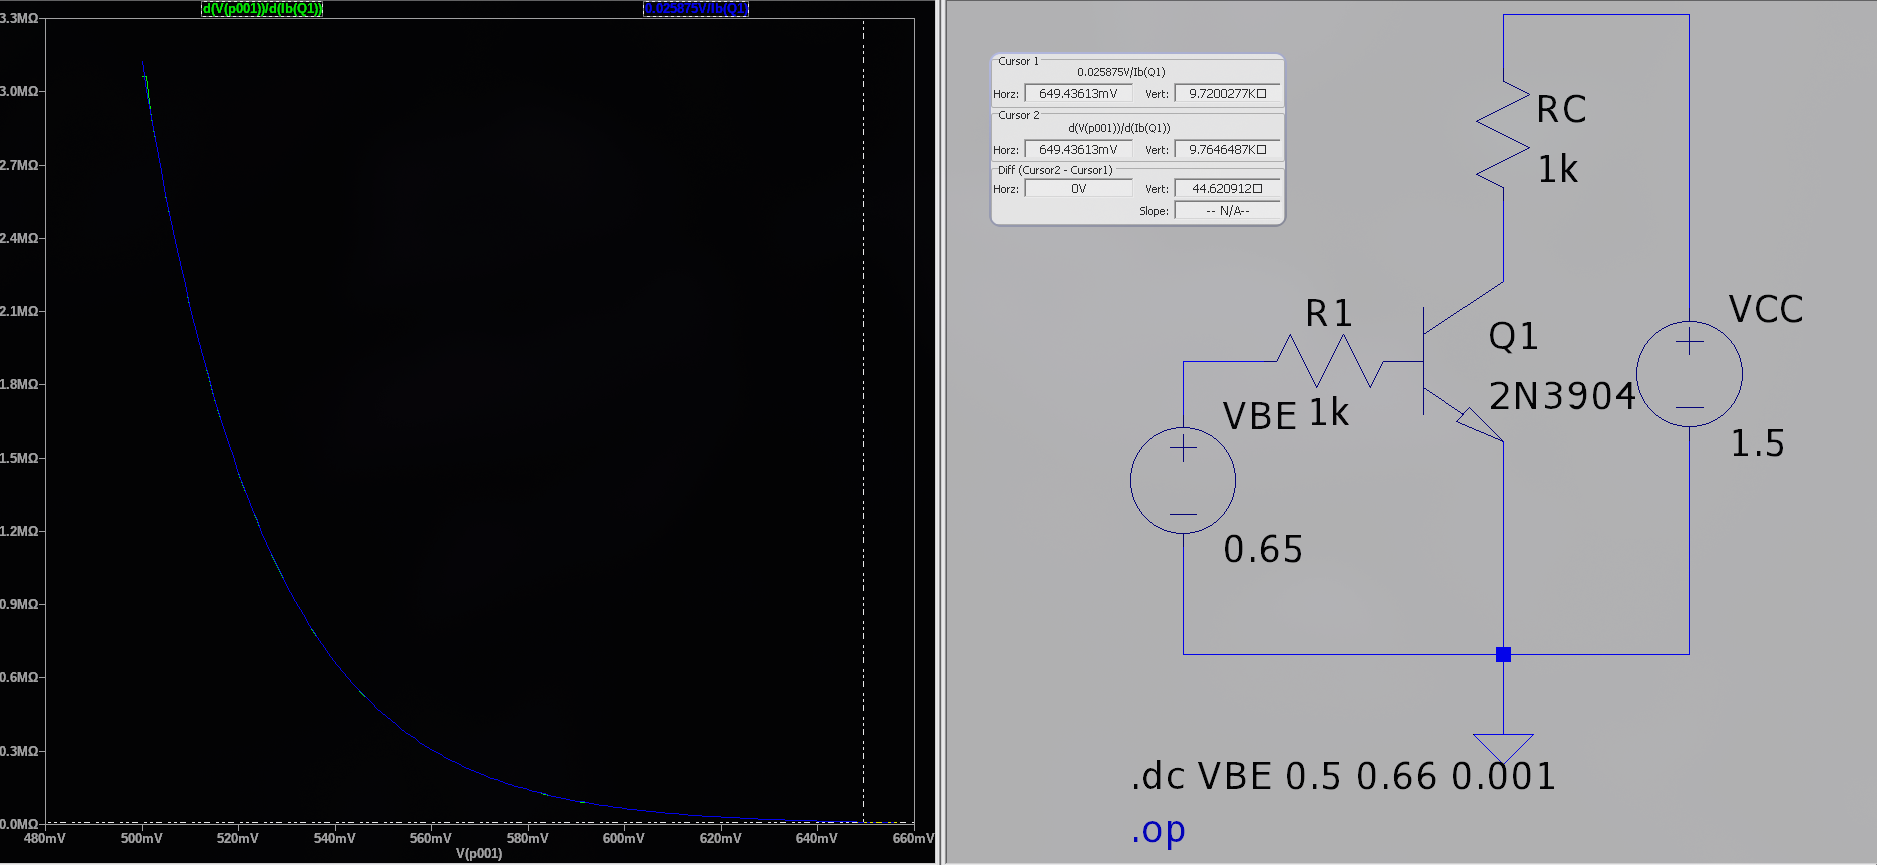 d(V(p001))/d(Ib(Q1))
0.025875V/Ib(Q1)
3.3MΩ
3.0MΩ
2.7MΩ
2.4MΩ
2.1MΩ
1.8MΩ
1.5MΩ
1.2MΩ
0.9MΩ
0.6MΩ
0.3MΩ
0.0MΩ
480mV 500mV 520mV 540mV 560mV 580mV 600mV 620mV 640mV 660mV
V(p001)
Cursor 1
0.025875V/Ib(Q1)
Horz: 649.43613mV Vert: 9.7200277K□
Cursor 2
d(V(p001))/d(Ib(Q1))
Horz: 649.43613mV Vert: 9.7646487K□
Diff (Cursor2 - Cursor1)
Horz: 0V Vert: 44.620912□
Slope: -- N/A--
RC
1k
R1
1k
Q1
2N3904
VCC
1.5
VBE
0.65
.dc VBE 0.5 0.66 0.001
.op